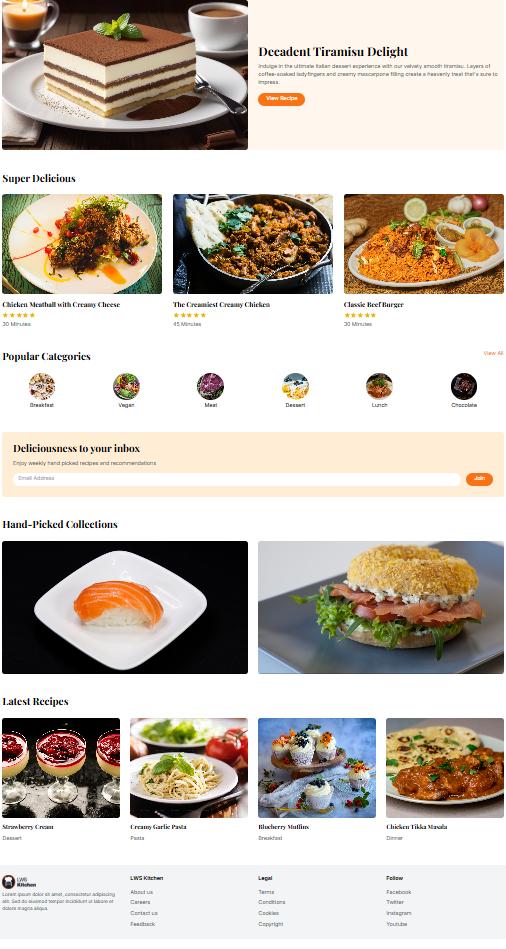 Decadent Tiramisu Delight
Indulge in the ultimate Italian dessert experience with our velvety smooth tiramisu. Layers of
coffee-soaked ladyfingers and creamy mascarpone filling create a heavenly treat that's sure to
impress.
View Recipe
Super Delicious
Chicken Meatball with Creamy Cheese
30 Minutes
The Creamiest Creamy Chicken
45 Minutes
Classic Beef Burger
30 Minutes
Popular Categories
View All
Breakfast
Vegan
Meat
Dessert
Lunch
Chocolate
Deliciousness to your inbox
Enjoy weekly hand picked recipes and recommendations
Email Address
Join
Hand-Picked Collections
Latest Recipes
Strawberry Cream
Dessert
Creamy Garlic Pasta
Pasta
Blueberry Muffins
Breakfast
Chicken Tikka Masala
Dinner
LWS
Kitchen
Lorem ipsum dolor sit amet, consectetur adipiscing
elit. Sed do eiusmod tempor incididunt ut labore et
dolore magna aliqua.
LWS Kitchen
About us
Careers
Contact us
Feedback
Legal
Terms
Conditions
Cookies
Copyright
Follow
Facebook
Twitter
Instagram
Youtube